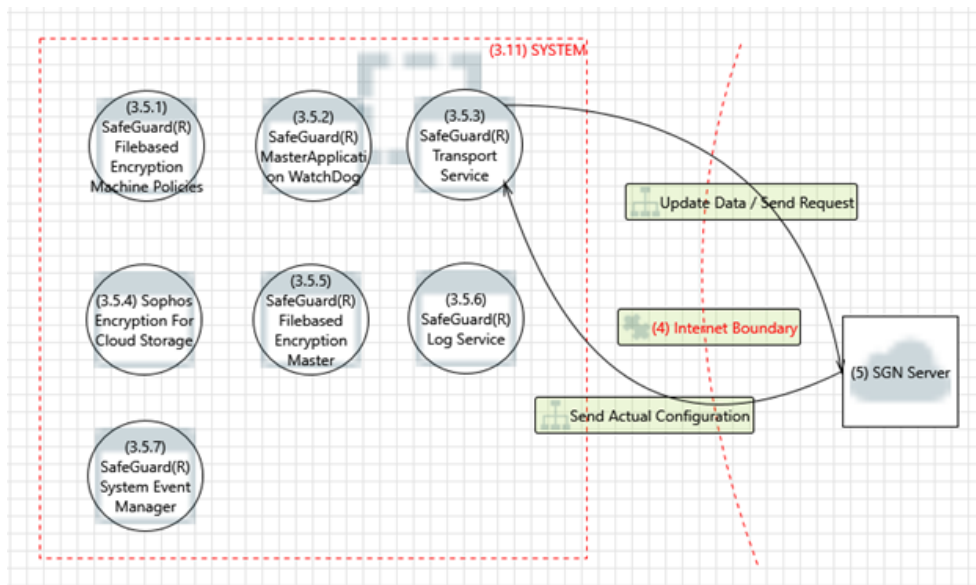 (3.11) SYSTEM
(3.5.1)
SafeGuard(R)
Filebased
Encryption
Machine Policies
(3.5.2)
SafeGuard(R)
MasterApplicati
on WatchDog
(3.5.3)
SafeGuard(R)
Transport
Service
Update Data / Send Request
(3.5.4) Sophos
Encryption For
Cloud Storage
(3.5.5)
SafeGuard(R)
Filebased
Encryption
Master
(3.5.6)
SafeGuard(R)
Log Service
(4) Internet Boundary
(5) SGN Server
Send Actual Configuration
(3.5.7)
SafeGuard(R)
System Event
Manager